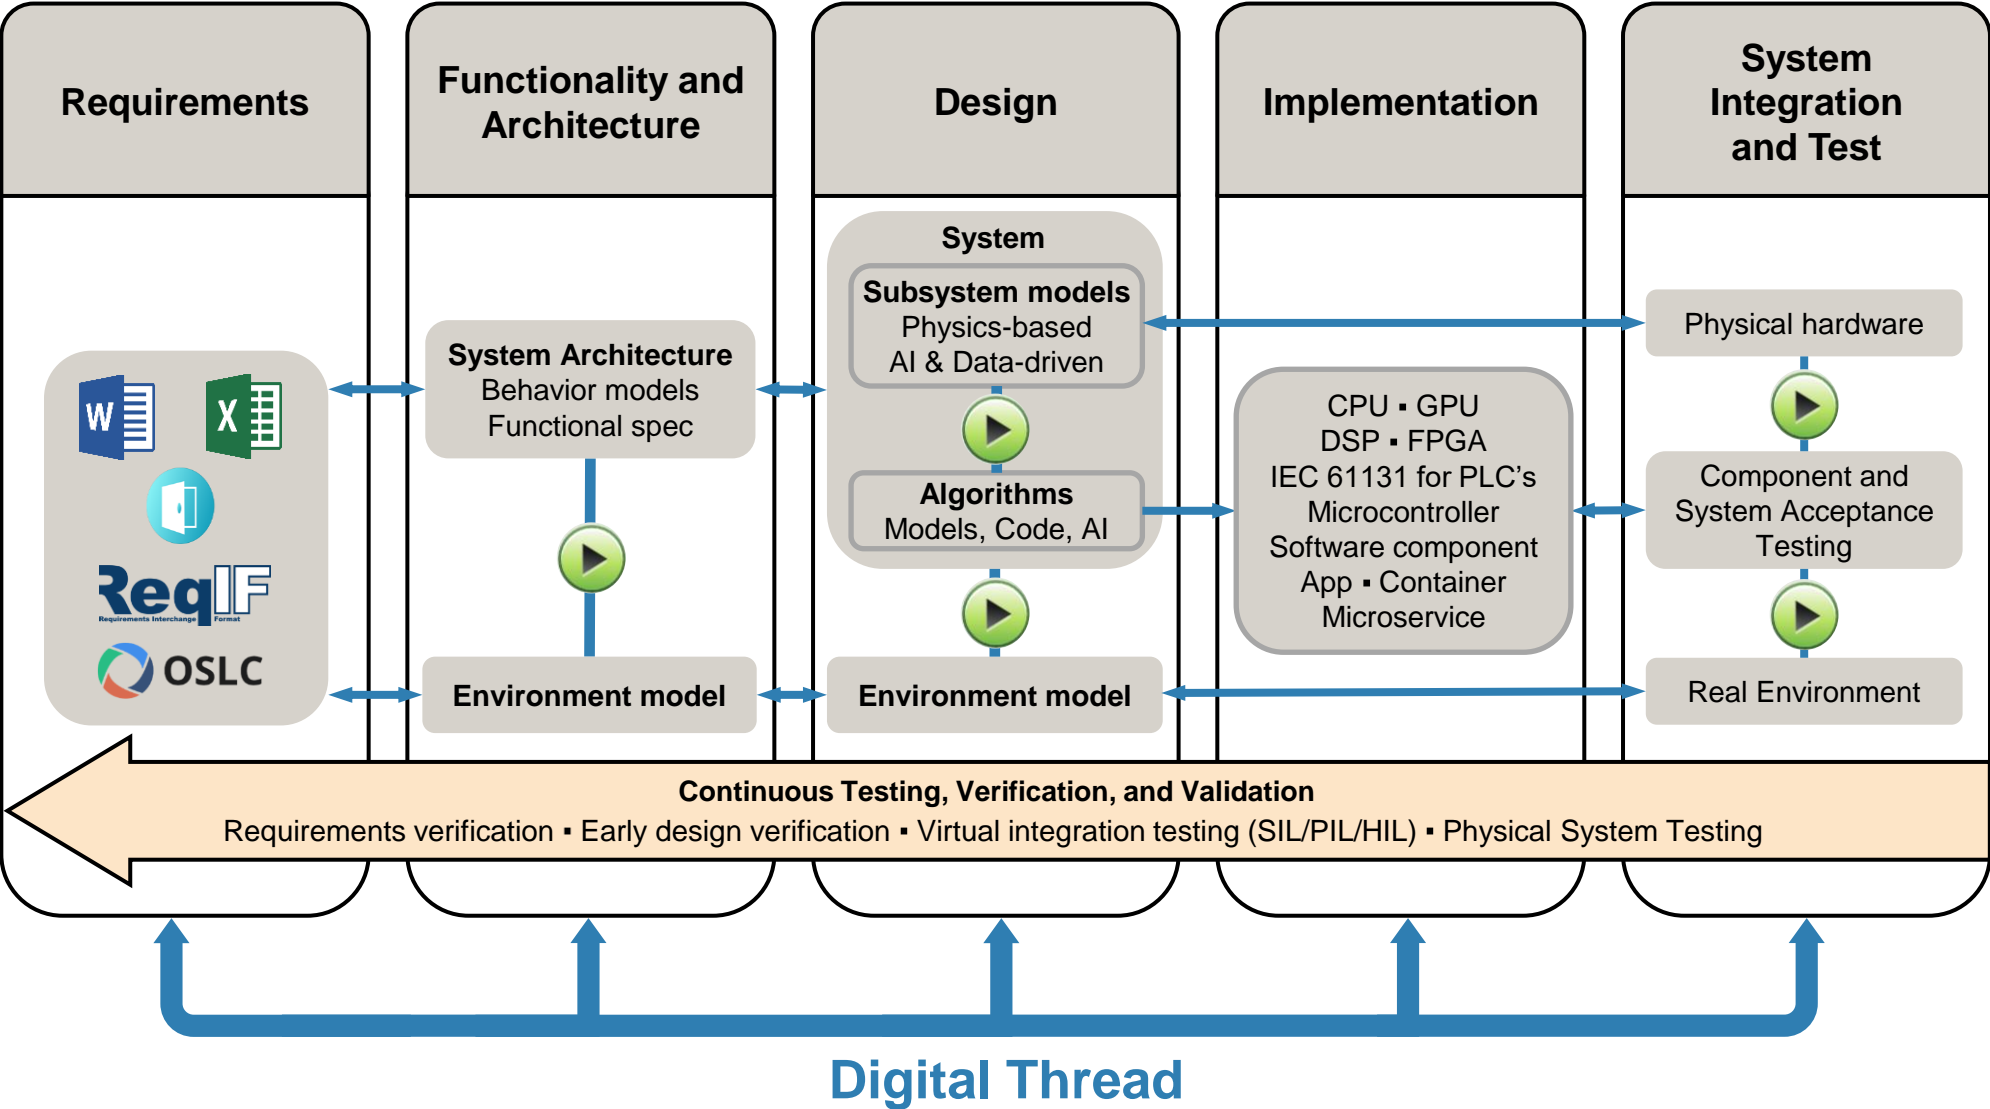 Requirements
Functionality and
Architecture
Design
Implementation
System
Integration
and Test
W
X
ReqIF
Requirements Interchange Format
OSLC
System Architecture
Behavior models
Functional spec
Environment model
System
Subsystem models
Physics-based
AI & Data-driven
Algorithms
Models, Code, AI
Environment model
CPU ▪ GPU
DSP ▪ FPGA
IEC 61131 for PLC’s
Microcontroller
Software component
App ▪ Container
Microservice
Physical hardware
Component and
System Acceptance
Testing
Real Environment
Continuous Testing, Verification, and Validation
Requirements verification ▪ Early design verification ▪ Virtual integration testing (SIL/PIL/HIL) ▪ Physical System Testing
Digital Thread